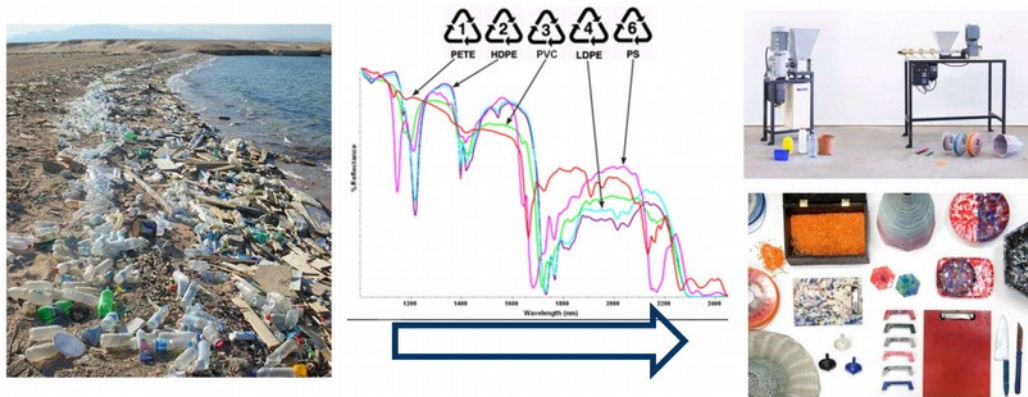 1 2 3 4 6
PETE HDPE PVC LDPE PS
%Reflectance
1200 1400 1600 1800 2000 2200 2400
Wavelength (nm)